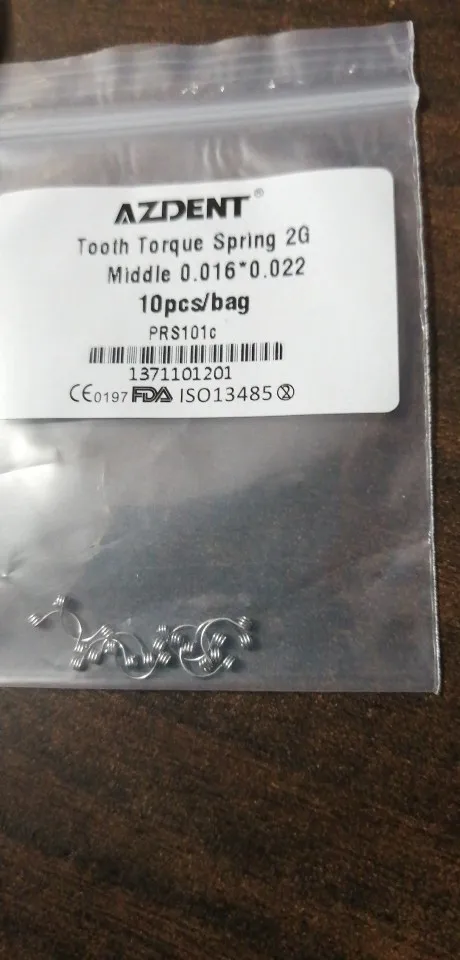 AZDENT®
Tooth Torque Spring 2G
Middle 0.016*0.022
10pcs/bag
PRS101c
1371101201
CE0197 FDA ISO13485 ⓧ